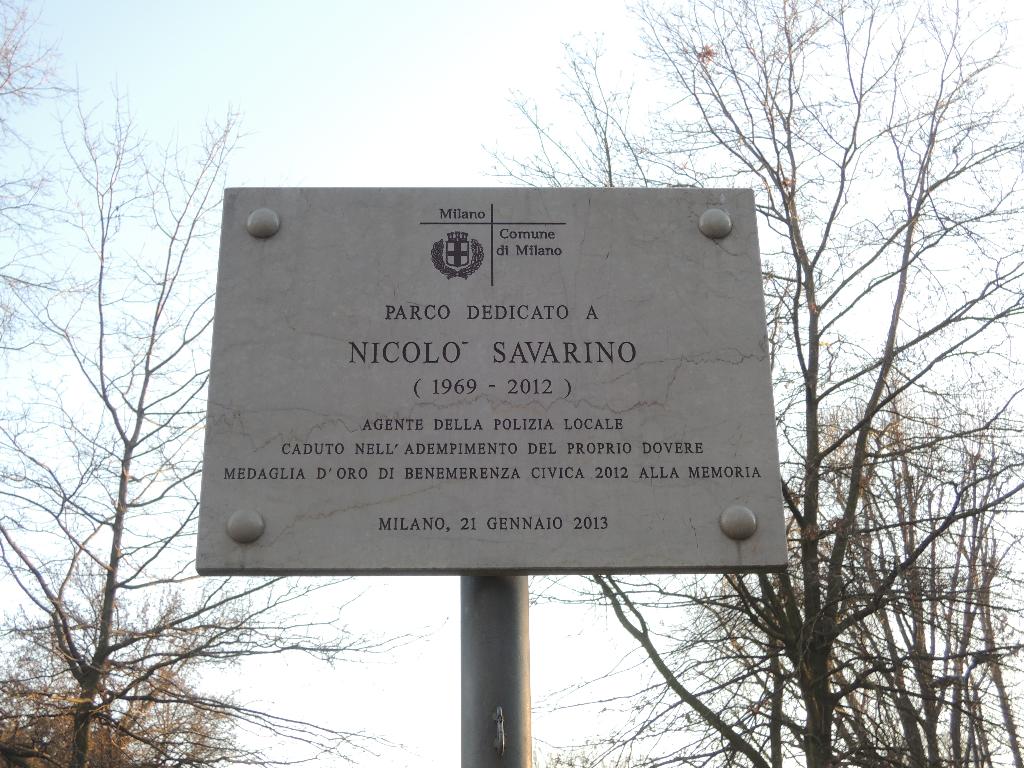 Milano
Comune
di Milano
PARCO DEDICATO A
NICOLO' SAVARINO
( 1969 - 2012 )
AGENTE DELLA POLIZIA LOCALE
CADUTO NELL'ADEMPIMENTO DEL PROPRIO DOVERE
MEDAGLIA D'ORO DI BENEMERENZA CIVICA 2012 ALLA MEMORIA
MILANO, 21 GENNAIO 2013